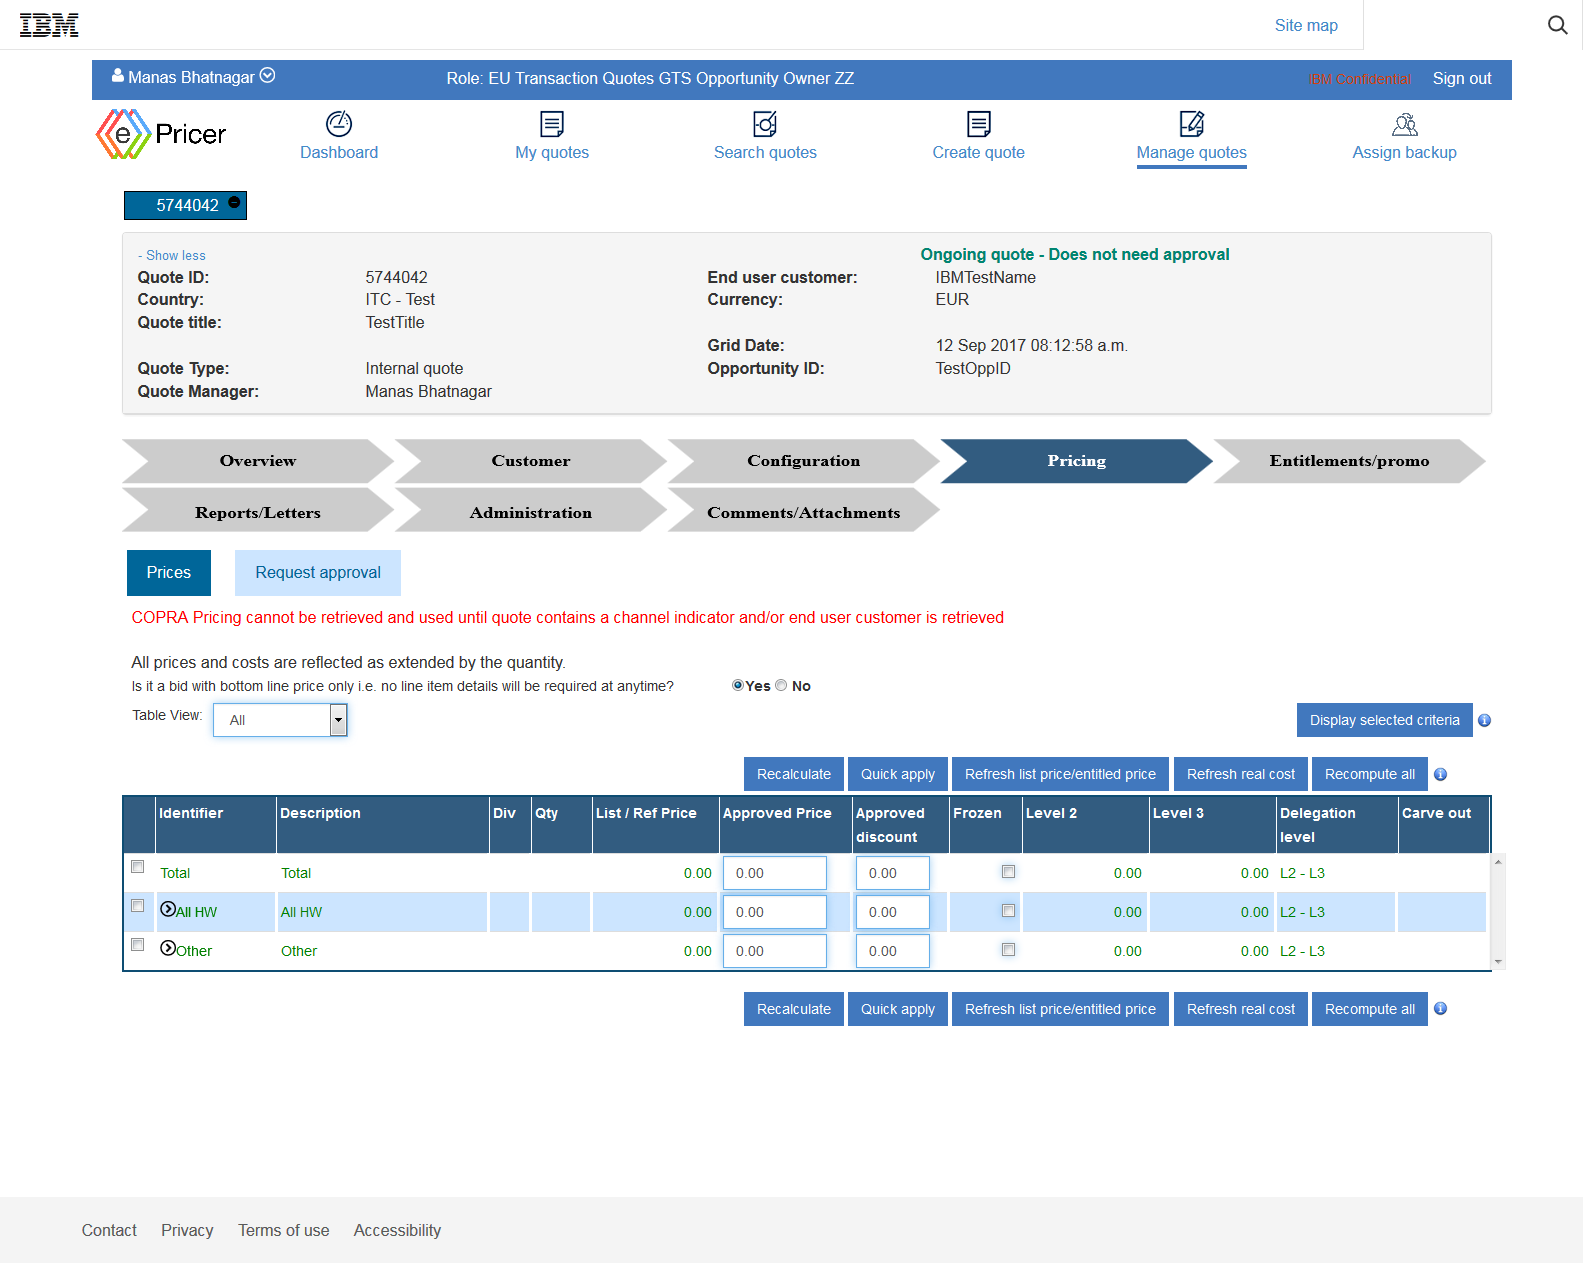 IBM
Site map
Manas Bhatnagar
Role: EU Transaction Quotes GTS Opportunity Owner ZZ
IBM Confidential
Sign out
e Pricer
Dashboard
My quotes
Search quotes
Create quote
Manage quotes
Assign backup
5744042
- Show less
Ongoing quote - Does not need approval
Quote ID: 5744042 End user customer: IBMTestName
Country: ITC - Test Currency: EUR
Quote title: TestTitle
Grid Date: 12 Sep 2017 08:12:58 a.m.
Quote Type: Internal quote Opportunity ID: TestOppID
Quote Manager: Manas Bhatnagar
Overview Customer Configuration Pricing Entitlements/promo
Reports/Letters Administration Comments/Attachments
Prices Request approval
COPRA Pricing cannot be retrieved and used until quote contains a channel indicator and/or end user customer is retrieved
All prices and costs are reflected as extended by the quantity.
Is it a bid with bottom line price only i.e. no line item details will be required at anytime? Yes No
Table View: All Display selected criteria
Recalculate Quick apply Refresh list price/entitled price Refresh real cost Recompute all
Identifier Description Div Qty List / Ref Price Approved Price Approved discount Frozen Level 2 Level 3 Delegation level Carve out
Total Total 0.00 0.00 0.00 0.00 0.00 L2 - L3
All HW All HW 0.00 0.00 0.00 0.00 0.00 L2 - L3
Other Other 0.00 0.00 0.00 0.00 0.00 L2 - L3
Recalculate Quick apply Refresh list price/entitled price Refresh real cost Recompute all
Contact Privacy Terms of use Accessibility